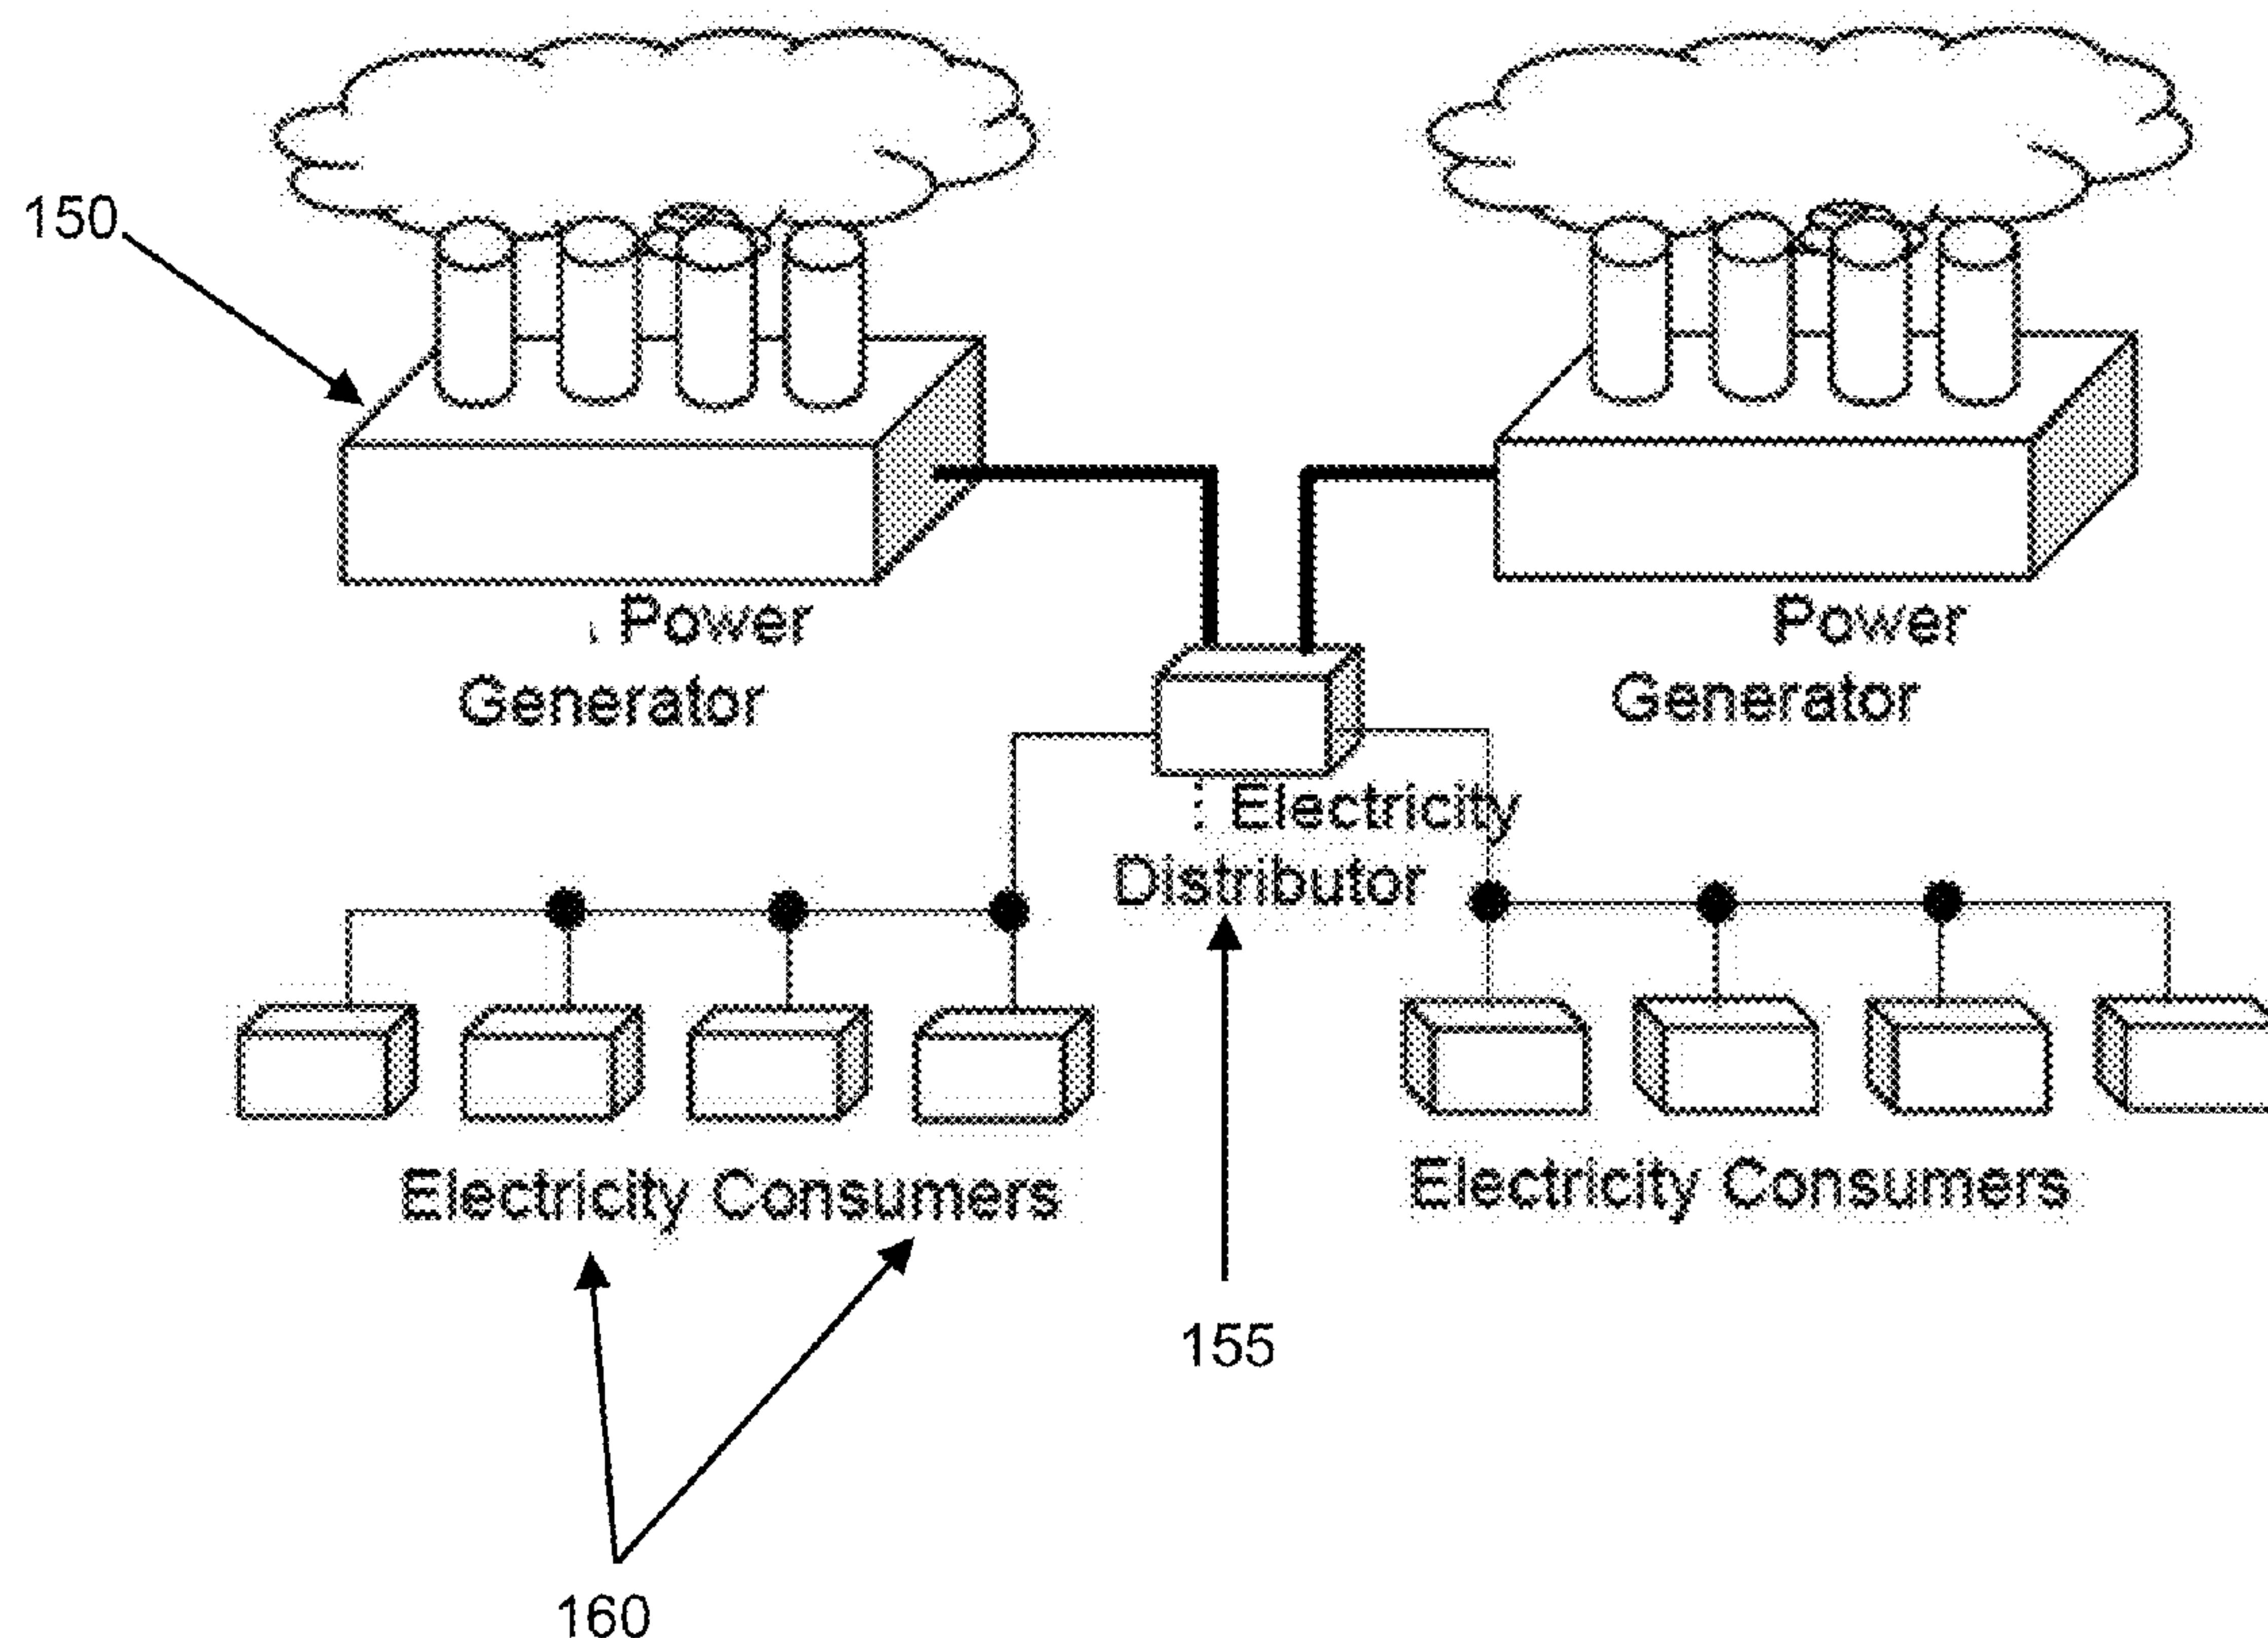 150
Power
Generator
Power
Generator
Electricity
Distributor
Electricity Consumers
Electricity Consumers
155
160